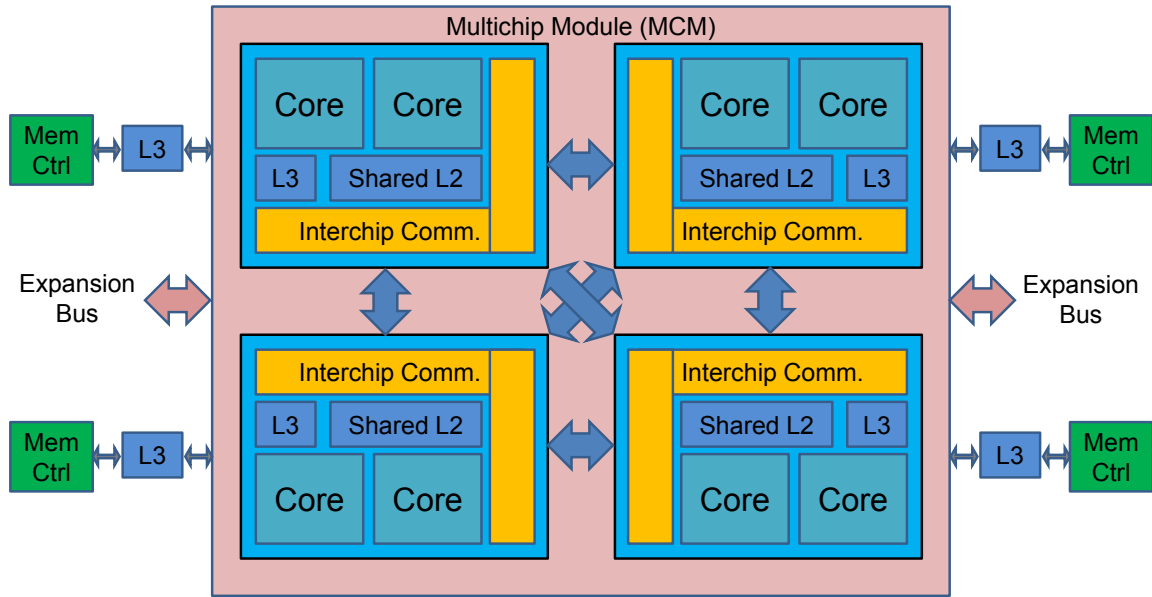 Multichip Module (MCM)
Core Core
Core Core
Mem
Ctrl
L3
L3 Shared L2
Shared L2 L3
L3
Mem
Ctrl
Interchip Comm.
Interchip Comm.
Expansion
Bus
Expansion
Bus
Interchip Comm.
Interchip Comm.
Mem
Ctrl
L3
L3 Shared L2
Shared L2 L3
L3
Mem
Ctrl
Core Core
Core Core